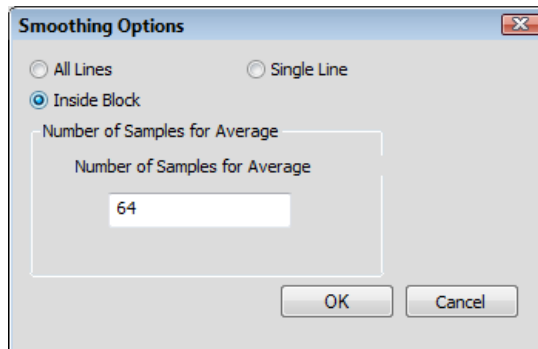 Smoothing Options
All Lines
Single Line
Inside Block
Number of Samples for Average
Number of Samples for Average
64
OK
Cancel